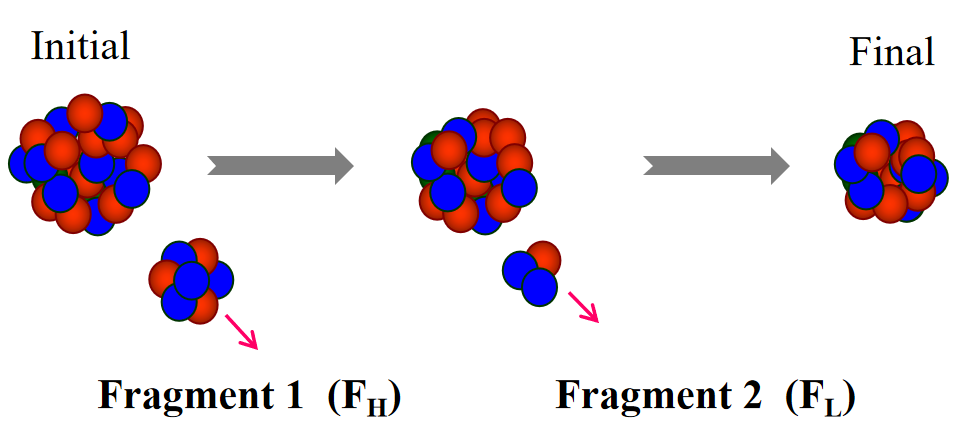 Initial
Final
Fragment 1 (FH)
Fragment 2 (FL)